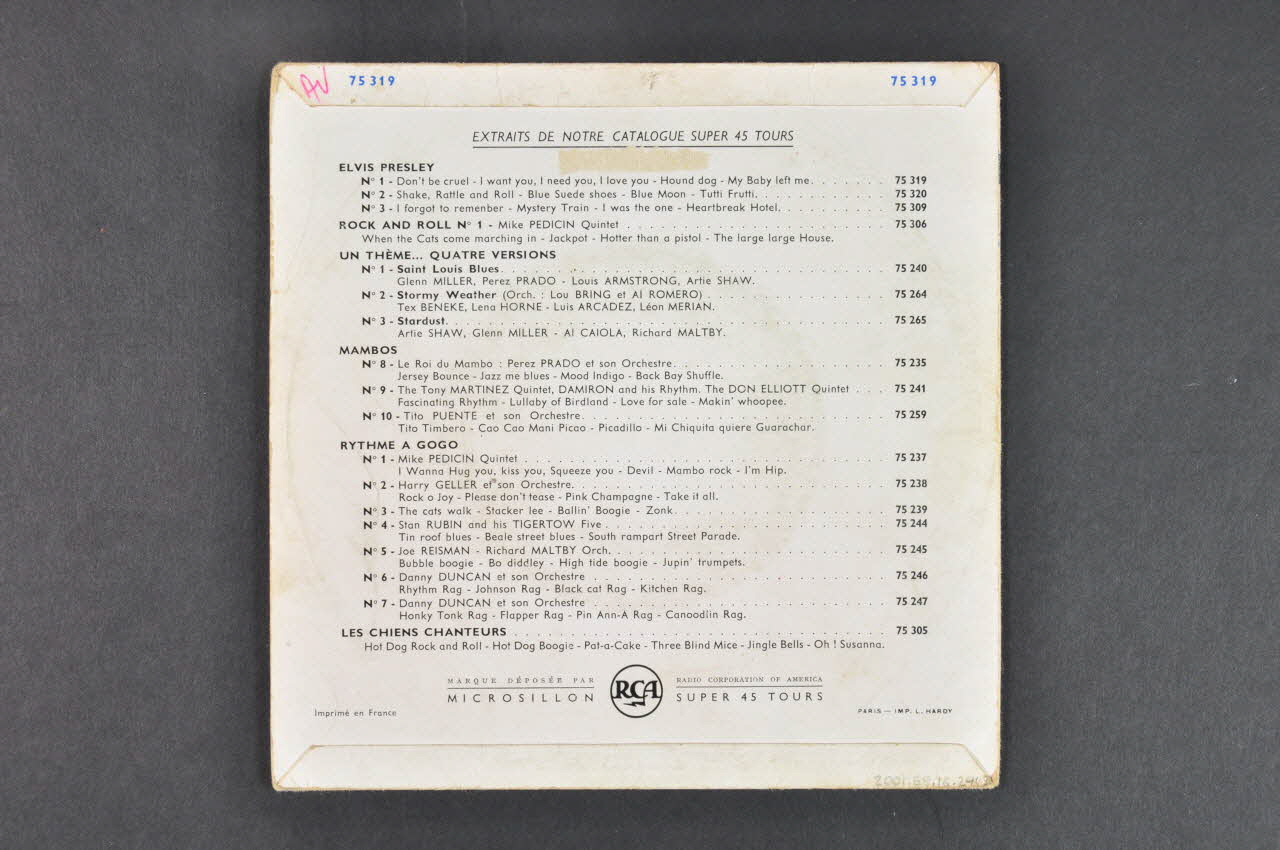 AV 75 319 75 319
EXTRAITS DE NOTRE CATALOGUE SUPER 45 TOURS
ELVIS PRESLEY
N° 1 - Don't be cruel - I want you, I need you, I love you - Hound dog - My Baby left me. . . . . . . 75 319
N° 2 - Shake, Rattle and Roll - Blue Suede shoes - Blue Moon - Tutti Frutti. . . . . . . . . . . 75 320
N° 3 - I forgot to remenber - Mystery Train - I was the one - Heartbreak Hotel. . . . . . . . . 75 309
ROCK AND ROLL N° 1 - Mike PEDICIN Quintet . . . . . . . . . . . . . . . . . . . . . 75 306
When the Cats come marching in - Jackpot - Hotter than a pistol - The large large House.
UN THÈME... QUATRE VERSIONS
N° 1 - Saint Louis Blues. . . . . . . . . . . . . . . . . . . . . . . . . . . . . . 75 240
Glenn MILLER, Perez PRADO - Louis ARMSTRONG, Artie SHAW.
N° 2 - Stormy Weather (Orch. : Lou BRING et Al ROMERO) . . . . . . . . . . . . . . 75 264
Tex BENEKE, Lena HORNE - Luis ARCADEZ, Léon MERIAN.
N° 3 - Stardust. . . . . . . . . . . . . . . . . . . . . . . . . . . . . . . . . . 75 265
Artie SHAW, Glenn MILLER - Al CAIOLA, Richard MALTBY.
MAMBOS
N° 8 - Le Roi du Mambo : Perez PRADO et son Orchestre. . . . . . . . . . . . . . . . . 75 235
Jersey Bounce - Jazz me blues - Mood Indigo - Back Bay Shuffle.
N° 9 - The Tony MARTINEZ Quintet, DAMIRON and his Rhythm. The DON ELLIOTT Quintet . . . 75 241
Fascinating Rhythm - Lullaby of Birdland - Love for sale - Makin' whoopee.
N° 10 - Tito PUENTE et son Orchestre. . . . . . . . . . . . . . . . . . . . . . . . 75 259
Tito Timbero - Cao Cao Mani Picao - Picadillo - Mi Chiquita quiere Guarachar.
RYTHME A GOGO
N° 1 - Mike PEDICIN Quintet . . . . . . . . . . . . . . . . . . . . . . . . . . . . 75 237
I Wanna Hug you, kiss you, Squeeze you - Devil - Mambo rock - I'm Hip.
N° 2 - Harry GELLER et son Orchestre. . . . . . . . . . . . . . . . . . . . . . . . . 75 238
Rock o Joy - Please don't tease - Pink Champagne - Take it all.
N° 3 - The cats walk - Stacker lee - Ballin' Boogie - Zonk. . . . . . . . . . . . . . . . . 75 239
N° 4 - Stan RUBIN and his TIGERTOW Five . . . . . . . . . . . . . . . . . . . . . . 75 244
Tin roof blues - Beale street blues - South rampart Street Parade.
N° 5 - Joe REISMAN - Richard MALTBY Orch. . . . . . . . . . . . . . . . . . . . . . 75 245
Bubble boogie - Bo diddley - High tide boogie - Jupin' trumpets.
N° 6 - Danny DUNCAN et son Orchestre . . . . . . . . . . . . . . . . . . . . . . . 75 246
Rhythm Rag - Johnson Rag - Black cat Rag - Kitchen Rag.
N° 7 - Danny DUNCAN et son Orchestre . . . . . . . . . . . . . . . . . . . . . . . 75 247
Honky Tonk Rag - Flapper Rag - Pin Ann-A Rag - Canoodlin Rag.
LES CHIENS CHANTEURS . . . . . . . . . . . . . . . . . . . . . . . . . . . . . 75 305
Hot Dog Rock and Roll - Hot Dog Boogie - Pat-a-Cake - Three Blind Mice - Jingle Bells - Oh ! Susanna.
MARQUE DÉPOSÉE PAR RCA RADIO CORPORATION OF AMERICA
MICROSILLON SUPER 45 TOURS
Imprimé en France PARIS — IMP. L. HARDY